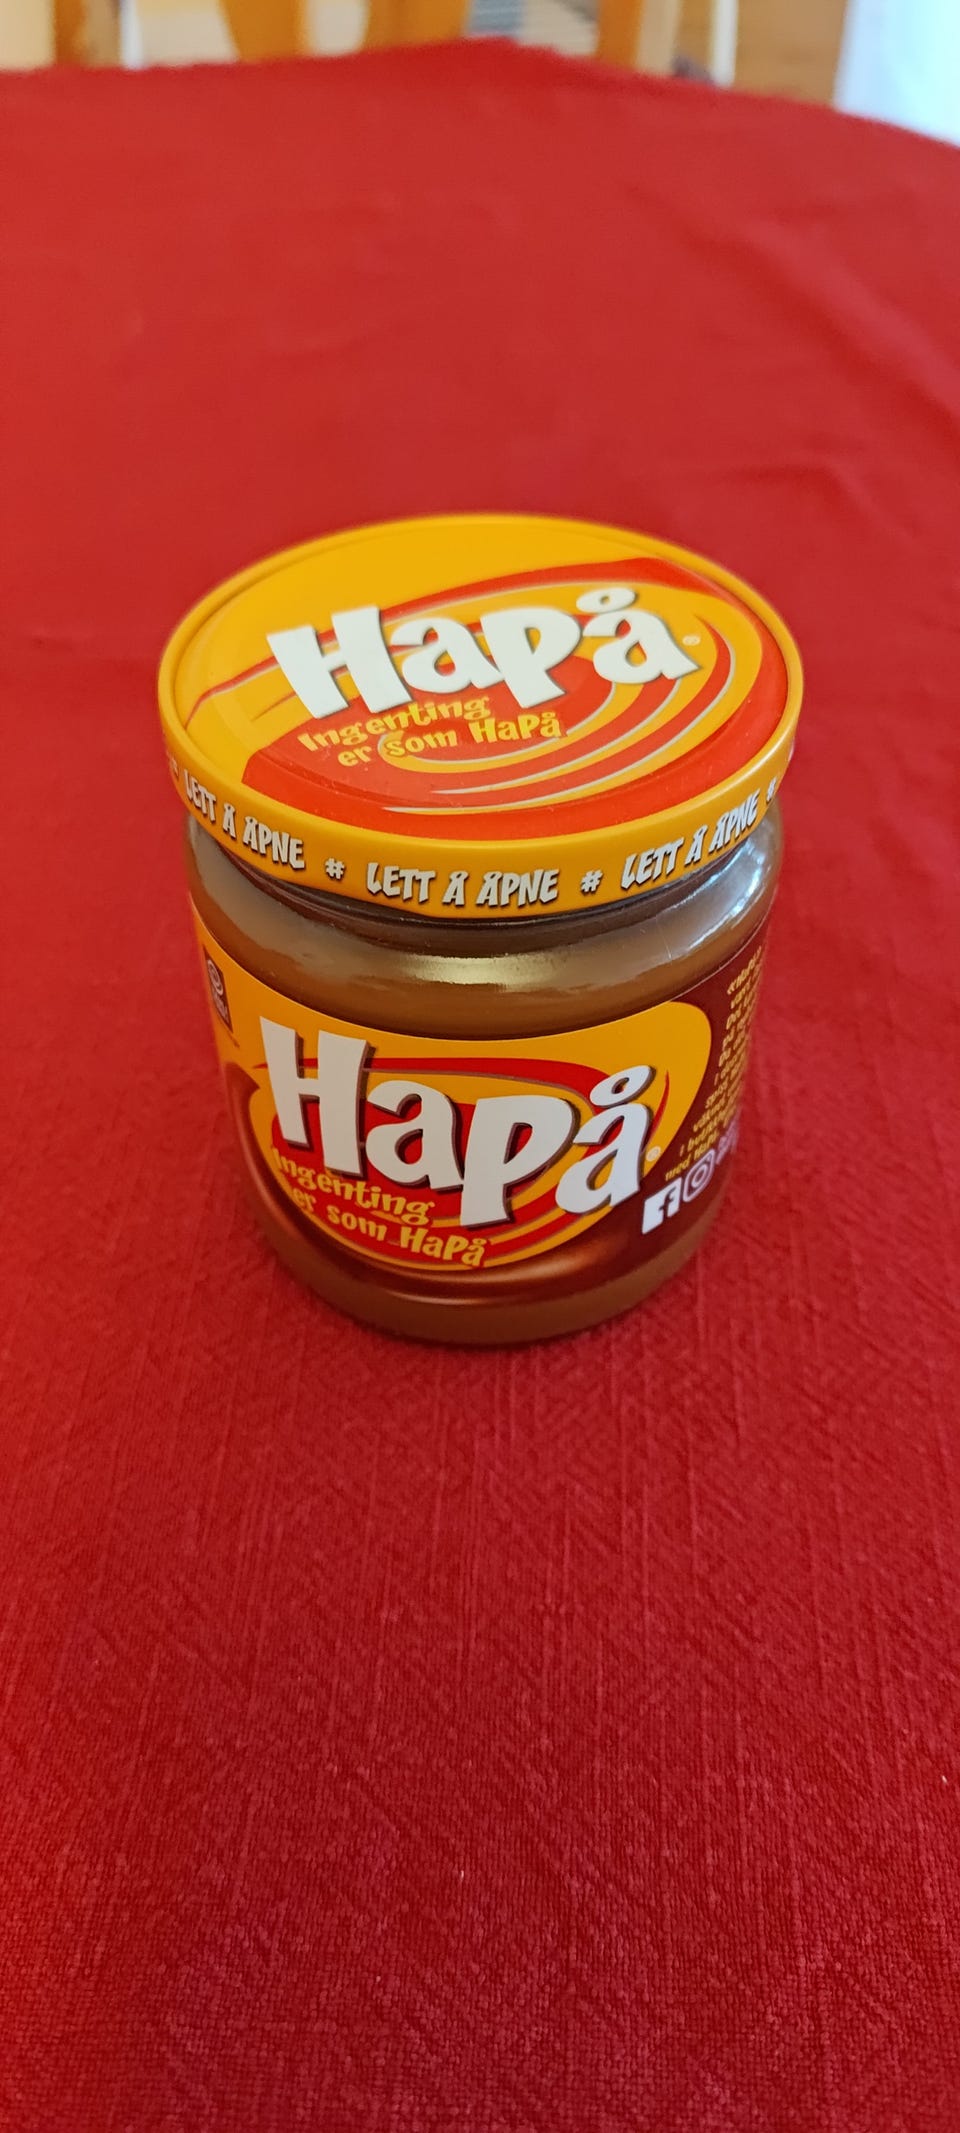 HaPå®
Ingenting
er som HaPå
LETT Å ÅPNE # LETT Å ÅPNE # LETT Å ÅPNE #
HaPå®
Ingenting
er som HaPå